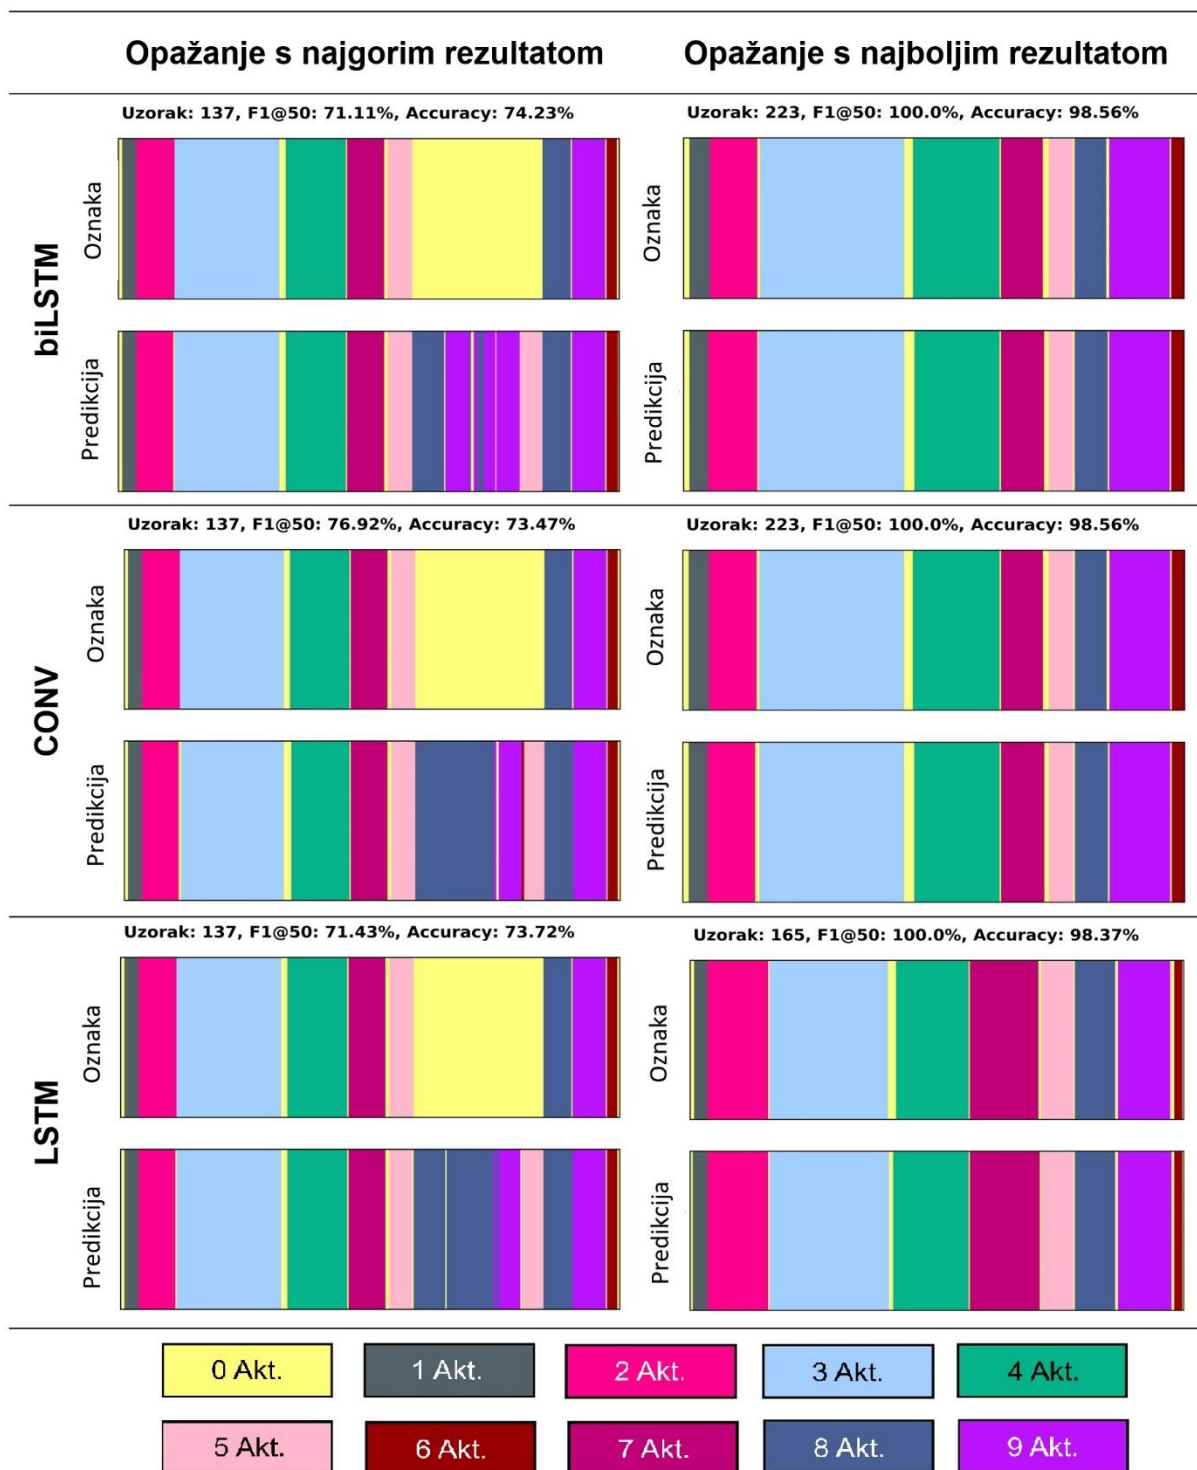 Opažanje s najgorim rezultatom
Opažanje s najboljim rezultatom
biLSTM
Uzorak: 137, F1@50: 71.11%, Accuracy: 74.23%
Oznaka
Predikcija
Uzorak: 223, F1@50: 100.0%, Accuracy: 98.56%
Oznaka
Predikcija
CONV
Uzorak: 137, F1@50: 76.92%, Accuracy: 73.47%
Oznaka
Predikcija
Uzorak: 223, F1@50: 100.0%, Accuracy: 98.56%
Oznaka
Predikcija
LSTM
Uzorak: 137, F1@50: 71.43%, Accuracy: 73.72%
Oznaka
Predikcija
Uzorak: 165, F1@50: 100.0%, Accuracy: 98.37%
Oznaka
Predikcija
0 Akt.
1 Akt.
2 Akt.
3 Akt.
4 Akt.
5 Akt.
6 Akt.
7 Akt.
8 Akt.
9 Akt.